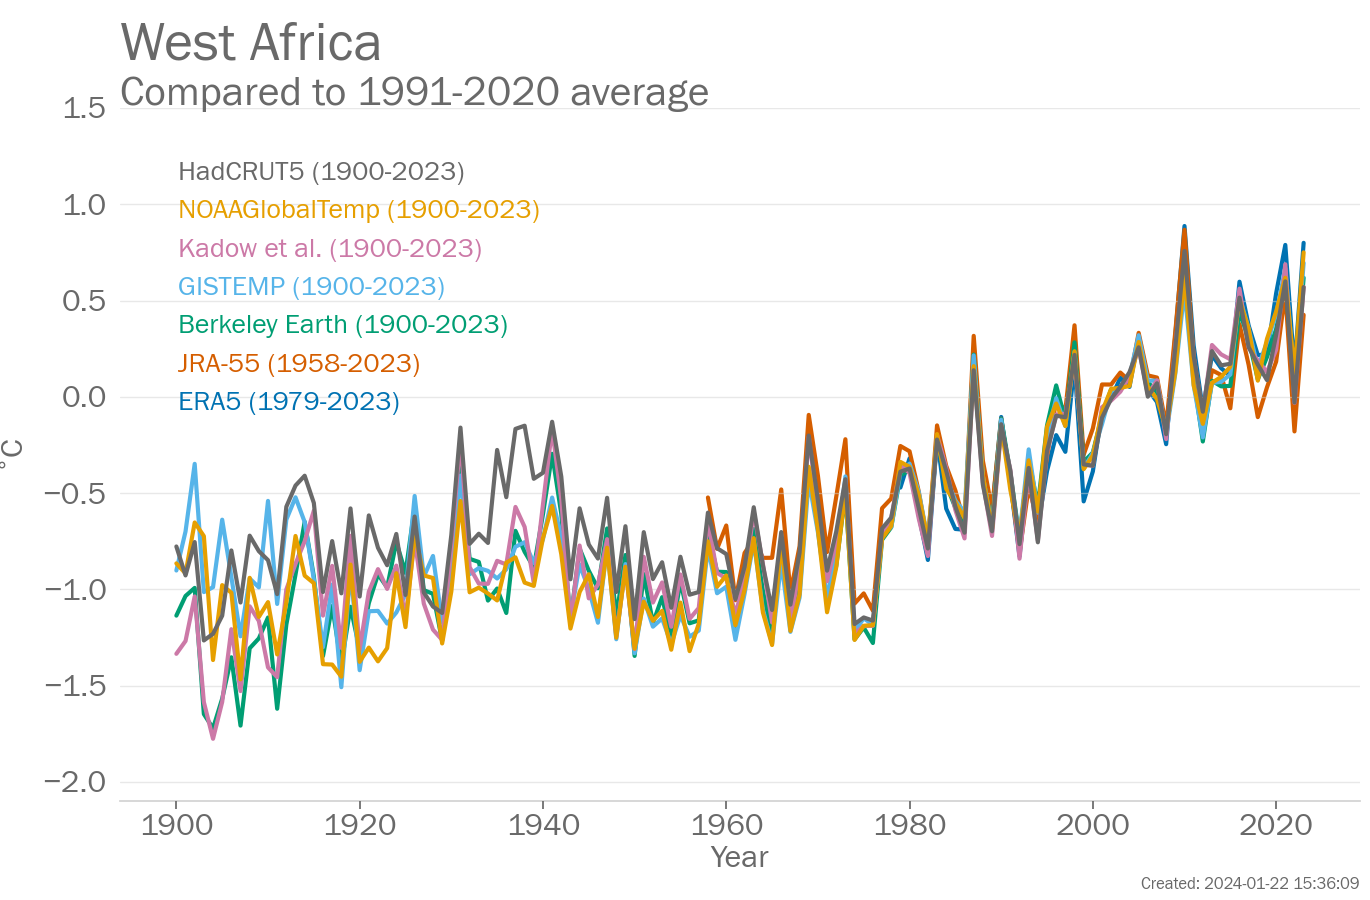 West Africa
Compared to 1991-2020 average
1.5
1.0
0.5
0.0
−0.5
−1.0
−1.5
−2.0
°C
HadCRUT5 (1900-2023)
NOAAGlobalTemp (1900-2023)
Kadow et al. (1900-2023)
GISTEMP (1900-2023)
Berkeley Earth (1900-2023)
JRA-55 (1958-2023)
ERA5 (1979-2023)
1900 1920 1940 1960 1980 2000 2020
Year
Created: 2024-01-22 15:36:09